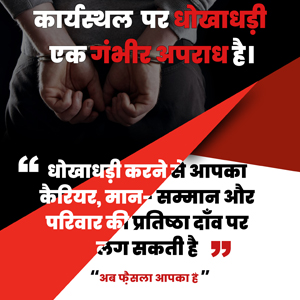 कार्यस्थल पर धोखाधड़ी
एक गंभीर अपराध है।
“ धोखाधड़ी करने से आपका
कैरियर, मान- सम्मान और
परिवार की प्रतिष्ठा दाँव पर
लग सकती है ”
“अब फ़ेसला आपका है”